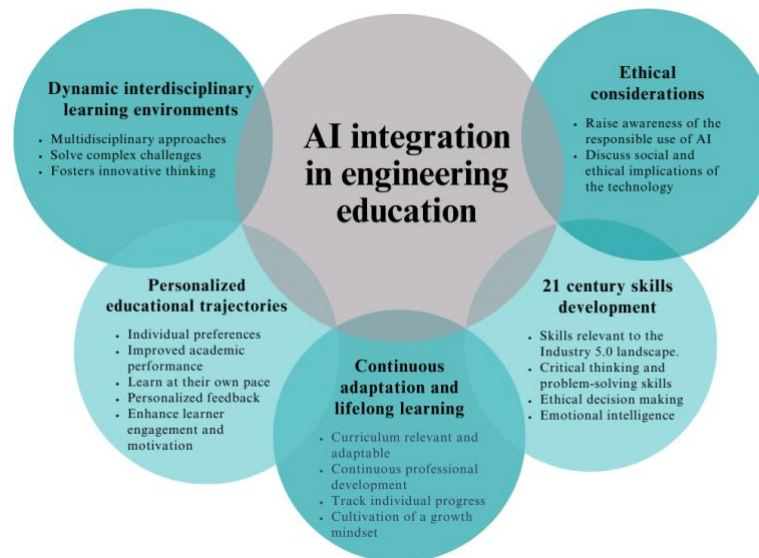 Dynamic interdisciplinary
learning environments
• Multidisciplinary approaches
• Solve complex challenges
• Fosters innovative thinking
AI integration
in engineering
education
Ethical
considerations
• Raise awareness of the
responsible use of AI
• Discuss social and
ethical implications of
the technology
Personalized
educational trajectories
• Individual preferences
• Improved academic
performance
• Learn at their own pace
• Personalized feedback
• Enhance learner
engagement and
motivation
Continuous
adaptation and
lifelong learning
• Curriculum relevant and
adaptable
• Continuous professional
development
• Track individual progress
• Cultivation of a growth
mindset
21 century skills
development
• Skills relevant to the
Industry 5.0 landscape.
• Critical thinking and
problem-solving skills
• Ethical decision making
• Emotional intelligence